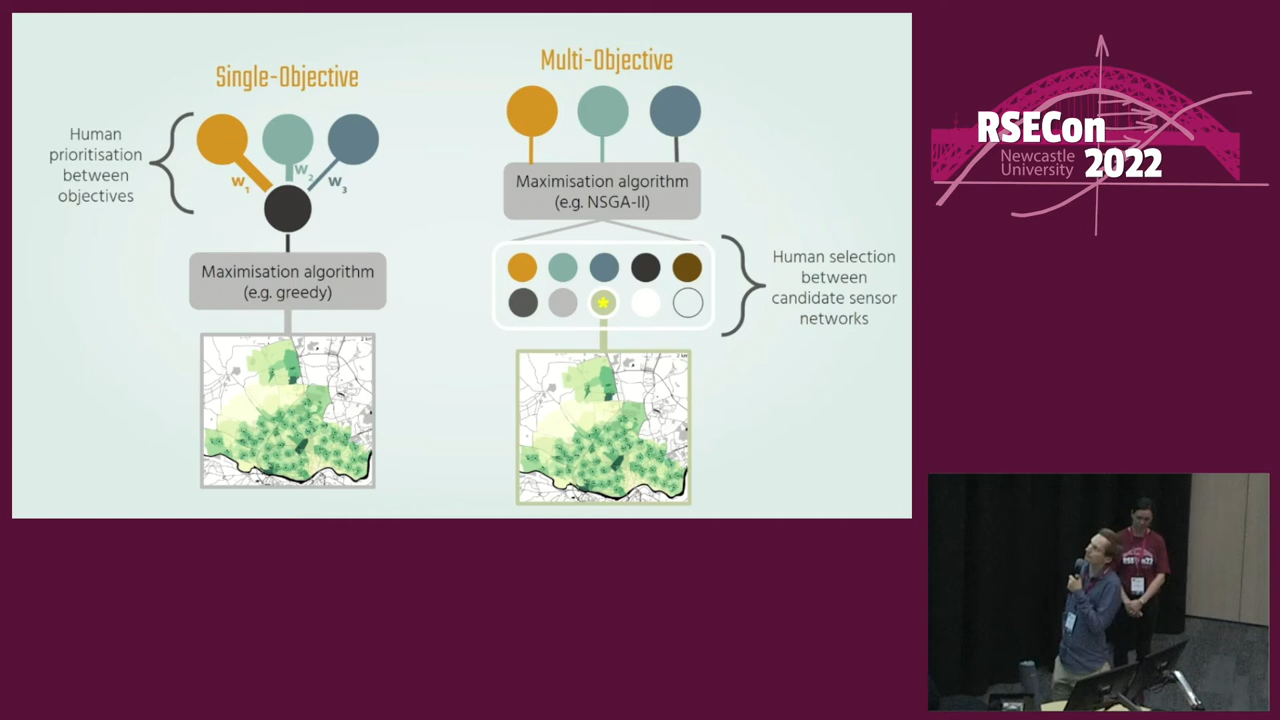 Single-Objective
Human
prioritisation
between
objectives
w1
w2
w3
Maximisation algorithm
(e.g. greedy)
Multi-Objective
Maximisation algorithm
(e.g. NSGA-II)
*
Human selection
between
candidate sensor
networks
RSECon
Newcastle
University
2022